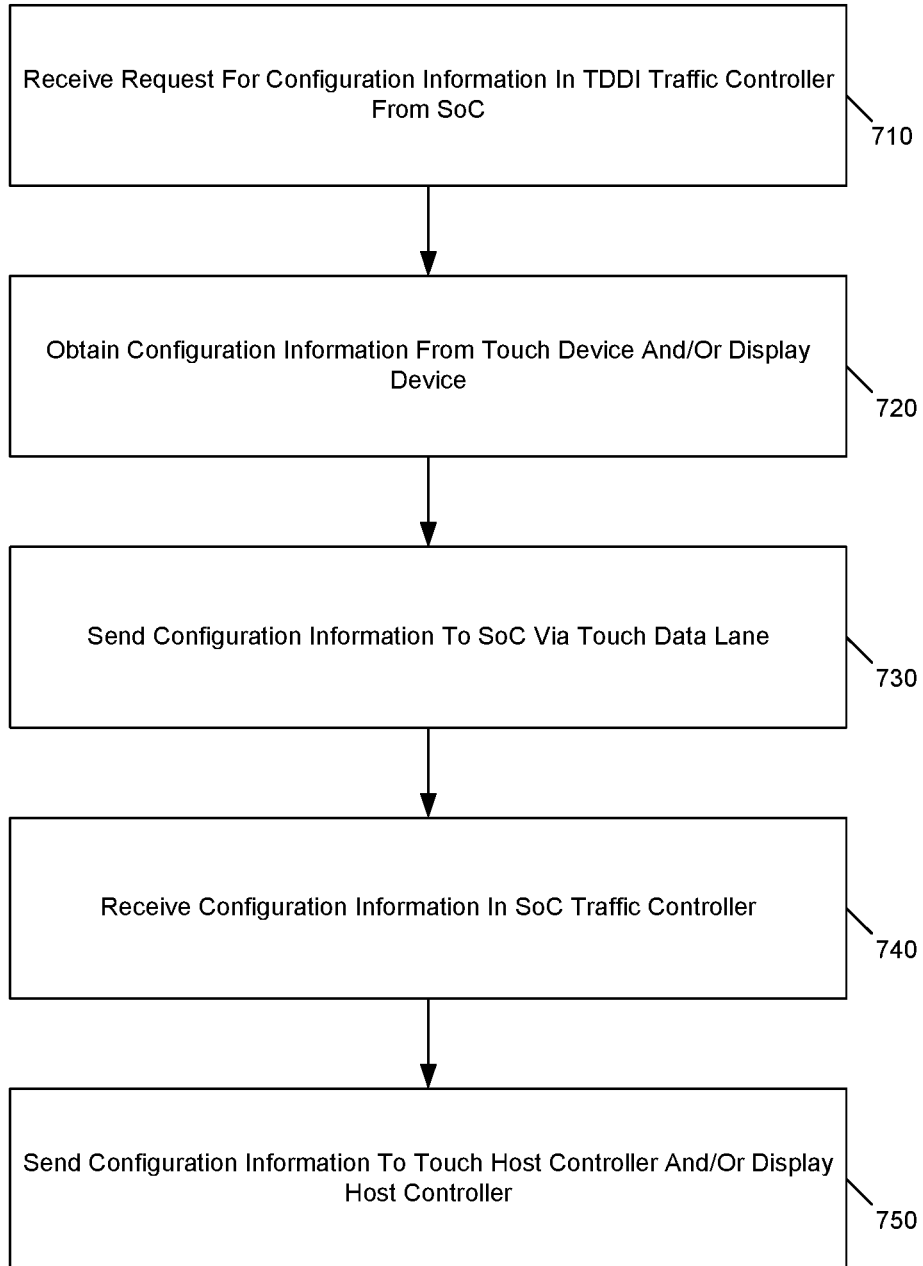 Receive Request For Configuration Information In TDDI Traffic Controller
From SoC
710
Obtain Configuration Information From Touch Device And/Or Display
Device
720
Send Configuration Information To SoC Via Touch Data Lane
730
Receive Configuration Information In SoC Traffic Controller
740
Send Configuration Information To Touch Host Controller And/Or Display
Host Controller
750